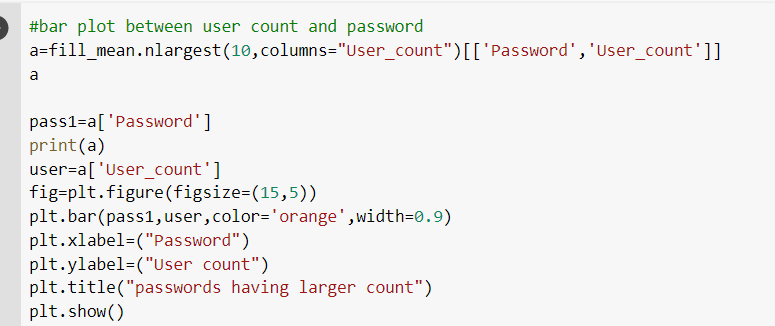 #bar plot between user count and password
a=fill_mean.nlargest(10,columns="User_count")[['Password','User_count']]
a
pass1=a['Password']
print(a)
user=a['User_count']
fig=plt.figure(figsize=(15,5))
plt.bar(pass1,user,color='orange',width=0.9)
plt.xlabel=("Password")
plt.ylabel=("User count")
plt.title("passwords having larger count")
plt.show()